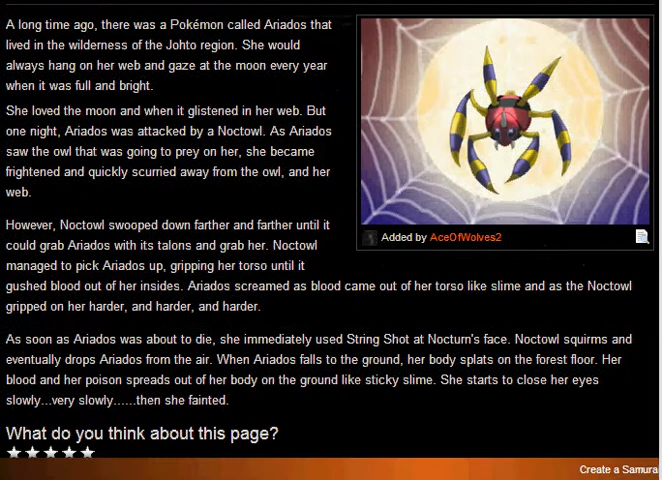 A long time ago, there was a Pokémon called Ariados that
lived in the wilderness of the Johto region. She would
always hang on her web and gaze at the moon every year
when it was full and bright.
She loved the moon and when it glistened in her web. But
one night, Ariados was attacked by a Noctowl. As Ariados
saw the owl that was going to prey on her, she became
frightened and quickly scurried away from the owl, and her
web.
Added by AceOfWolves2
However, Noctowl swooped down farther and farther until it
could grab Ariados with its talons and grab her. Noctowl
managed to pick Ariados up, gripping her torso until it
gushed blood out of her insides. Ariados screamed as blood came out of her torso like slime and as the Noctowl
gripped on her harder, and harder, and harder.
As soon as Ariados was about to die, she immediately used String Shot at Nocturn's face. Noctowl squirms and
eventually drops Ariados from the air. When Ariados falls to the ground, her body splats on the forest floor. Her
blood and her poison spreads out of her body on the ground like sticky slime. She starts to close her eyes
slowly...very slowly......then she fainted.
What do you think about this page?
Create a Samura